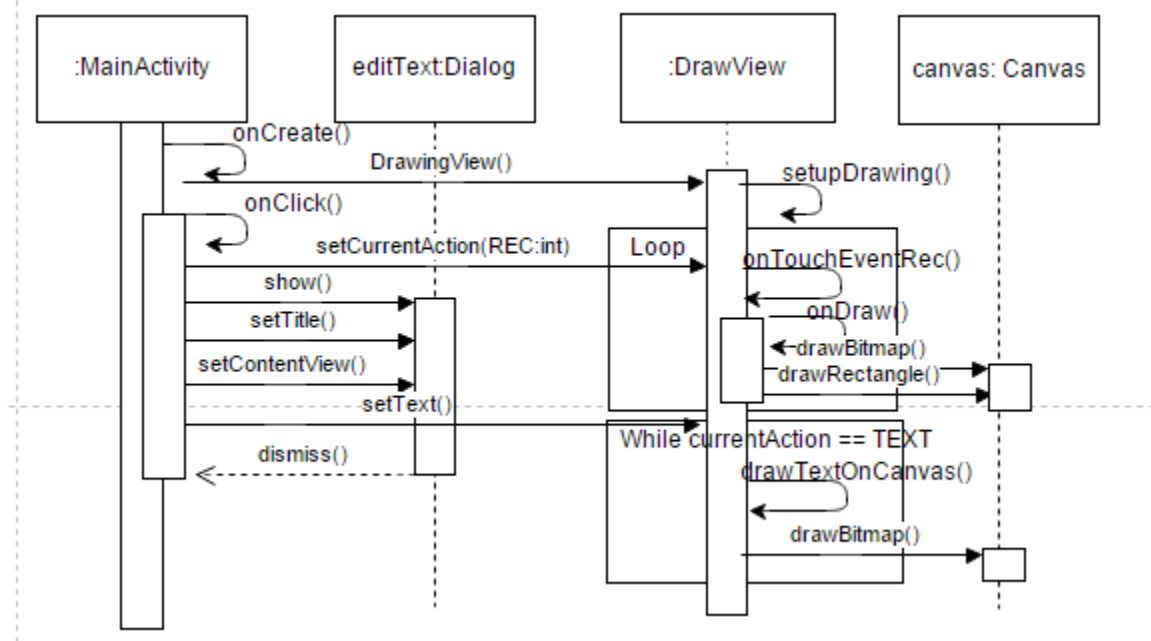 :MainActivity
editText:Dialog
:DrawView
canvas: Canvas
onCreate()
DrawingView()
setupDrawing()
onClick()
setCurrentAction(REC:int)
Loop
onTouchEventRec()
show()
onDraw()
setTitle()
drawBitmap()
setContentView()
drawRectangle()
setText()
While currentAction == TEXT
dismiss()
drawTextOnCanvas()
drawBitmap()